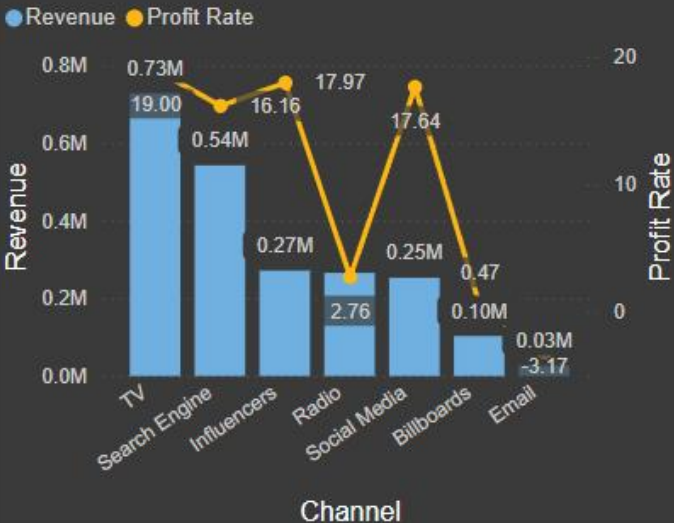 Revenue Profit Rate
0.8M
0.73M
17.97
20
19.00
16.16
17.64
0.6M
0.54M
0.4M
10
0.27M
0.25M
0.47
0.2M
2.76
0.10M
0
0.03M
0.0M
-3.17
Revenue
Profit Rate
TV
Search Engine
Influencers
Radio
Social Media
Billboards
Email
Channel